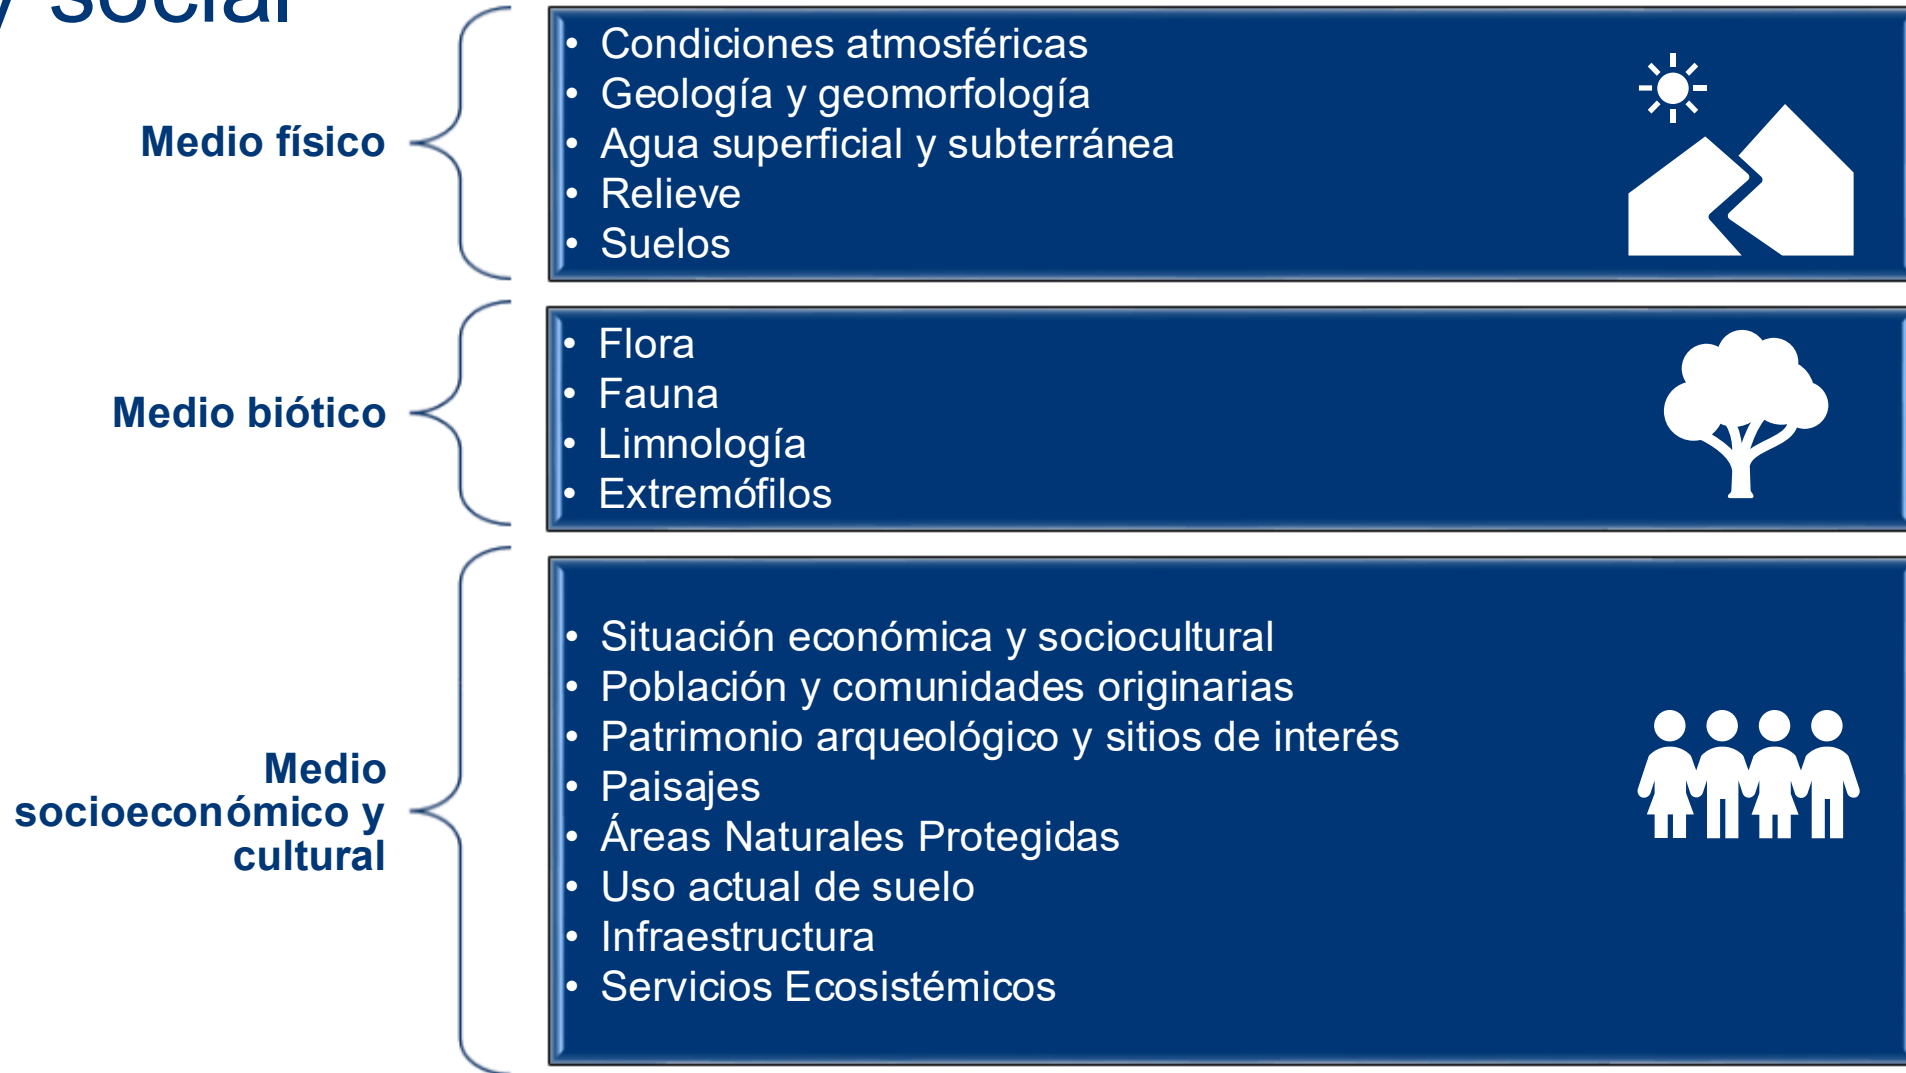 y social
Medio físico
• Condiciones atmosféricas
• Geología y geomorfología
• Agua superficial y subterránea
• Relieve
• Suelos
Medio biótico
• Flora
• Fauna
• Limnología
• Extremófilos
Medio
socioeconómico y
cultural
• Situación económica y sociocultural
• Población y comunidades originarias
• Patrimonio arqueológico y sitios de interés
• Paisajes
• Áreas Naturales Protegidas
• Uso actual de suelo
• Infraestructura
• Servicios Ecosistémicos